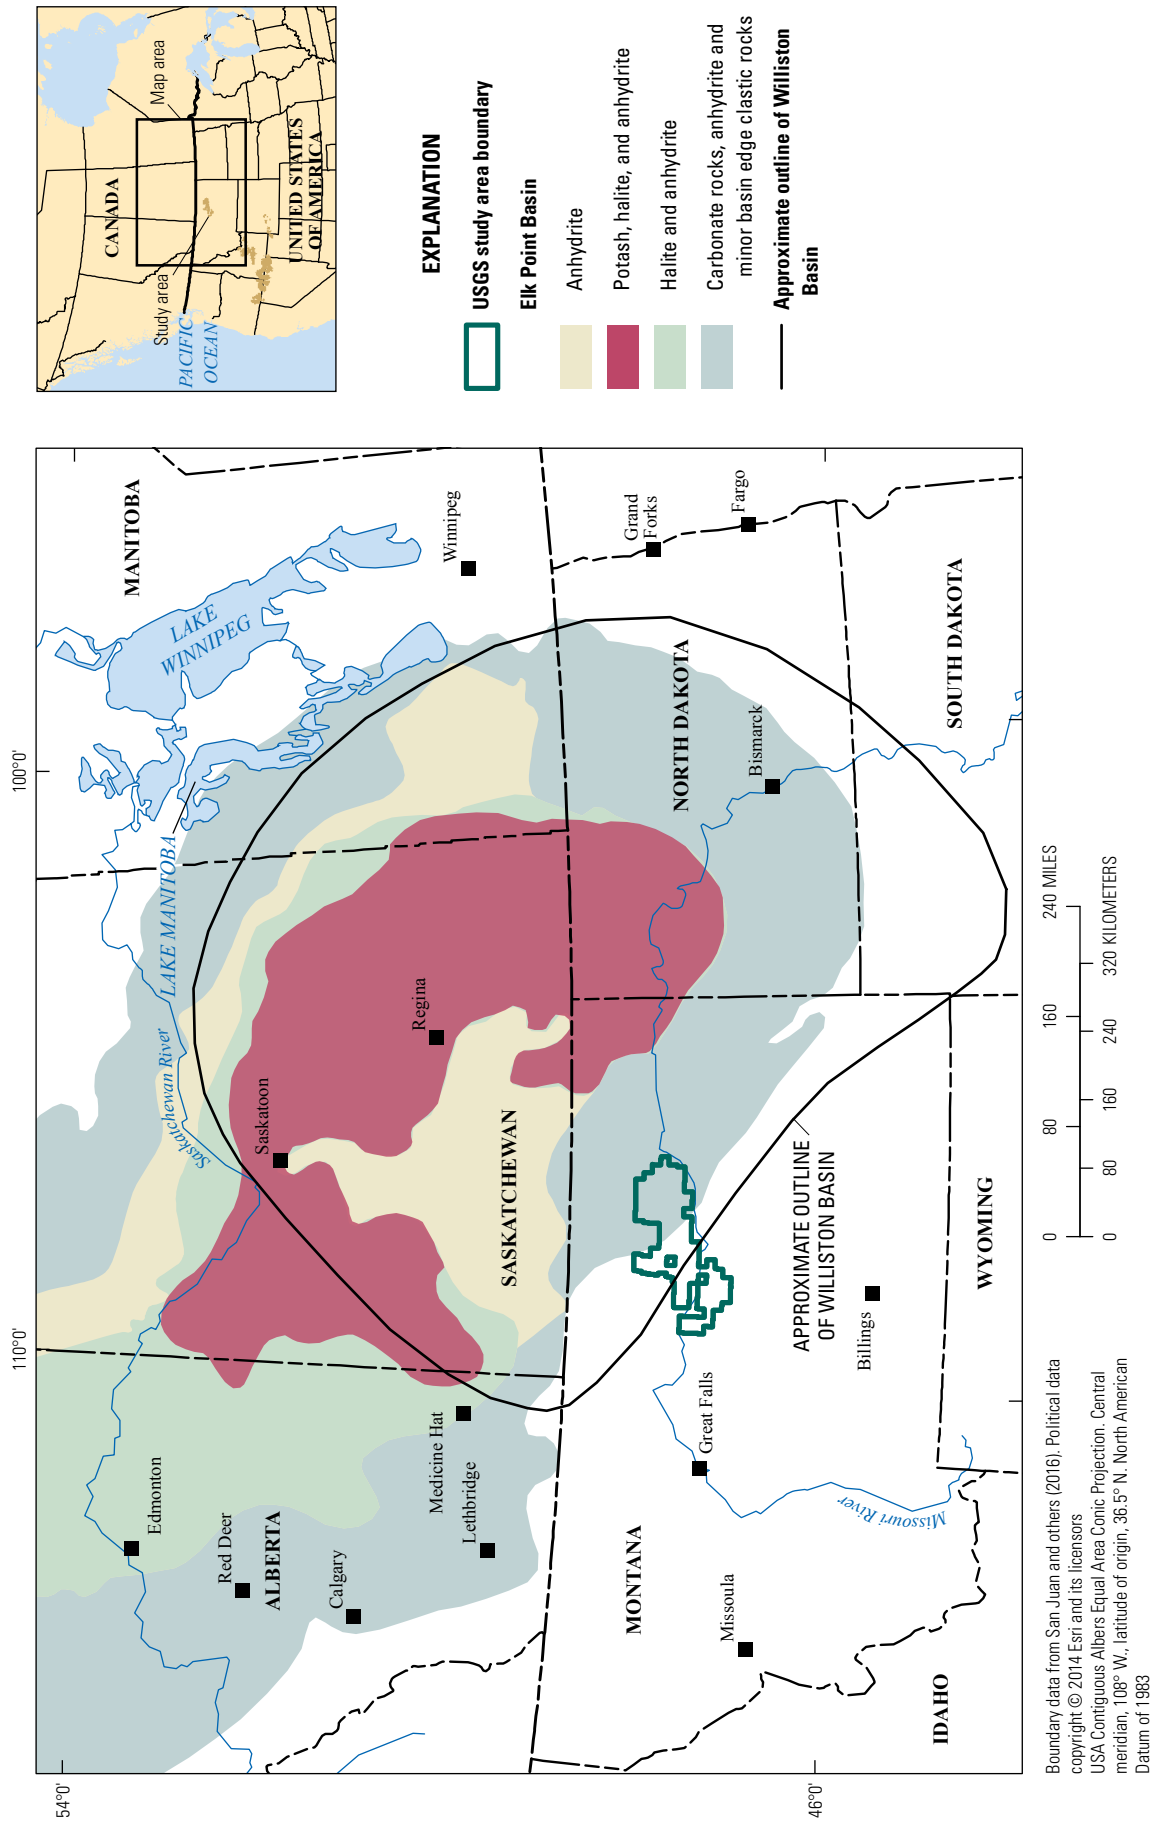 110°0'
100°0'
54°0'
46°0'
MANITOBA
LAKE
WINNIPEG
LAKE MANITOBA
Winnipeg
Saskatchewan River
Edmonton
Red Deer
ALBERTA
Calgary
Medicine Hat
Lethbridge
Saskatoon
Regina
SASKATCHEWAN
Grand
Forks
Fargo
NORTH DAKOTA
Bismarck
SOUTH DAKOTA
MONTANA
Great Falls
Missoula
Missouri River
Billings
APPROXIMATE OUTLINE
OF WILLISTON BASIN
WYOMING
IDAHO
0 80 160 240 MILES
0 80 160 240 320 KILOMETERS
Boundary data from San Juan and others (2016). Political data
copyright © 2014 Esri and its licensors
USA Contiguous Albers Equal Area Conic Projection. Central
meridian, 108° W., latitude of origin, 36.5° N. North American
Datum of 1983
CANADA
Map area
Study area
PACIFIC
OCEAN
UNITED STATES
OF AMERICA
EXPLANATION
USGS study area boundary
Elk Point Basin
Anhydrite
Potash, halite, and anhydrite
Halite and anhydrite
Carbonate rocks, anhydrite and
minor basin edge clastic rocks
Approximate outline of Williston
Basin